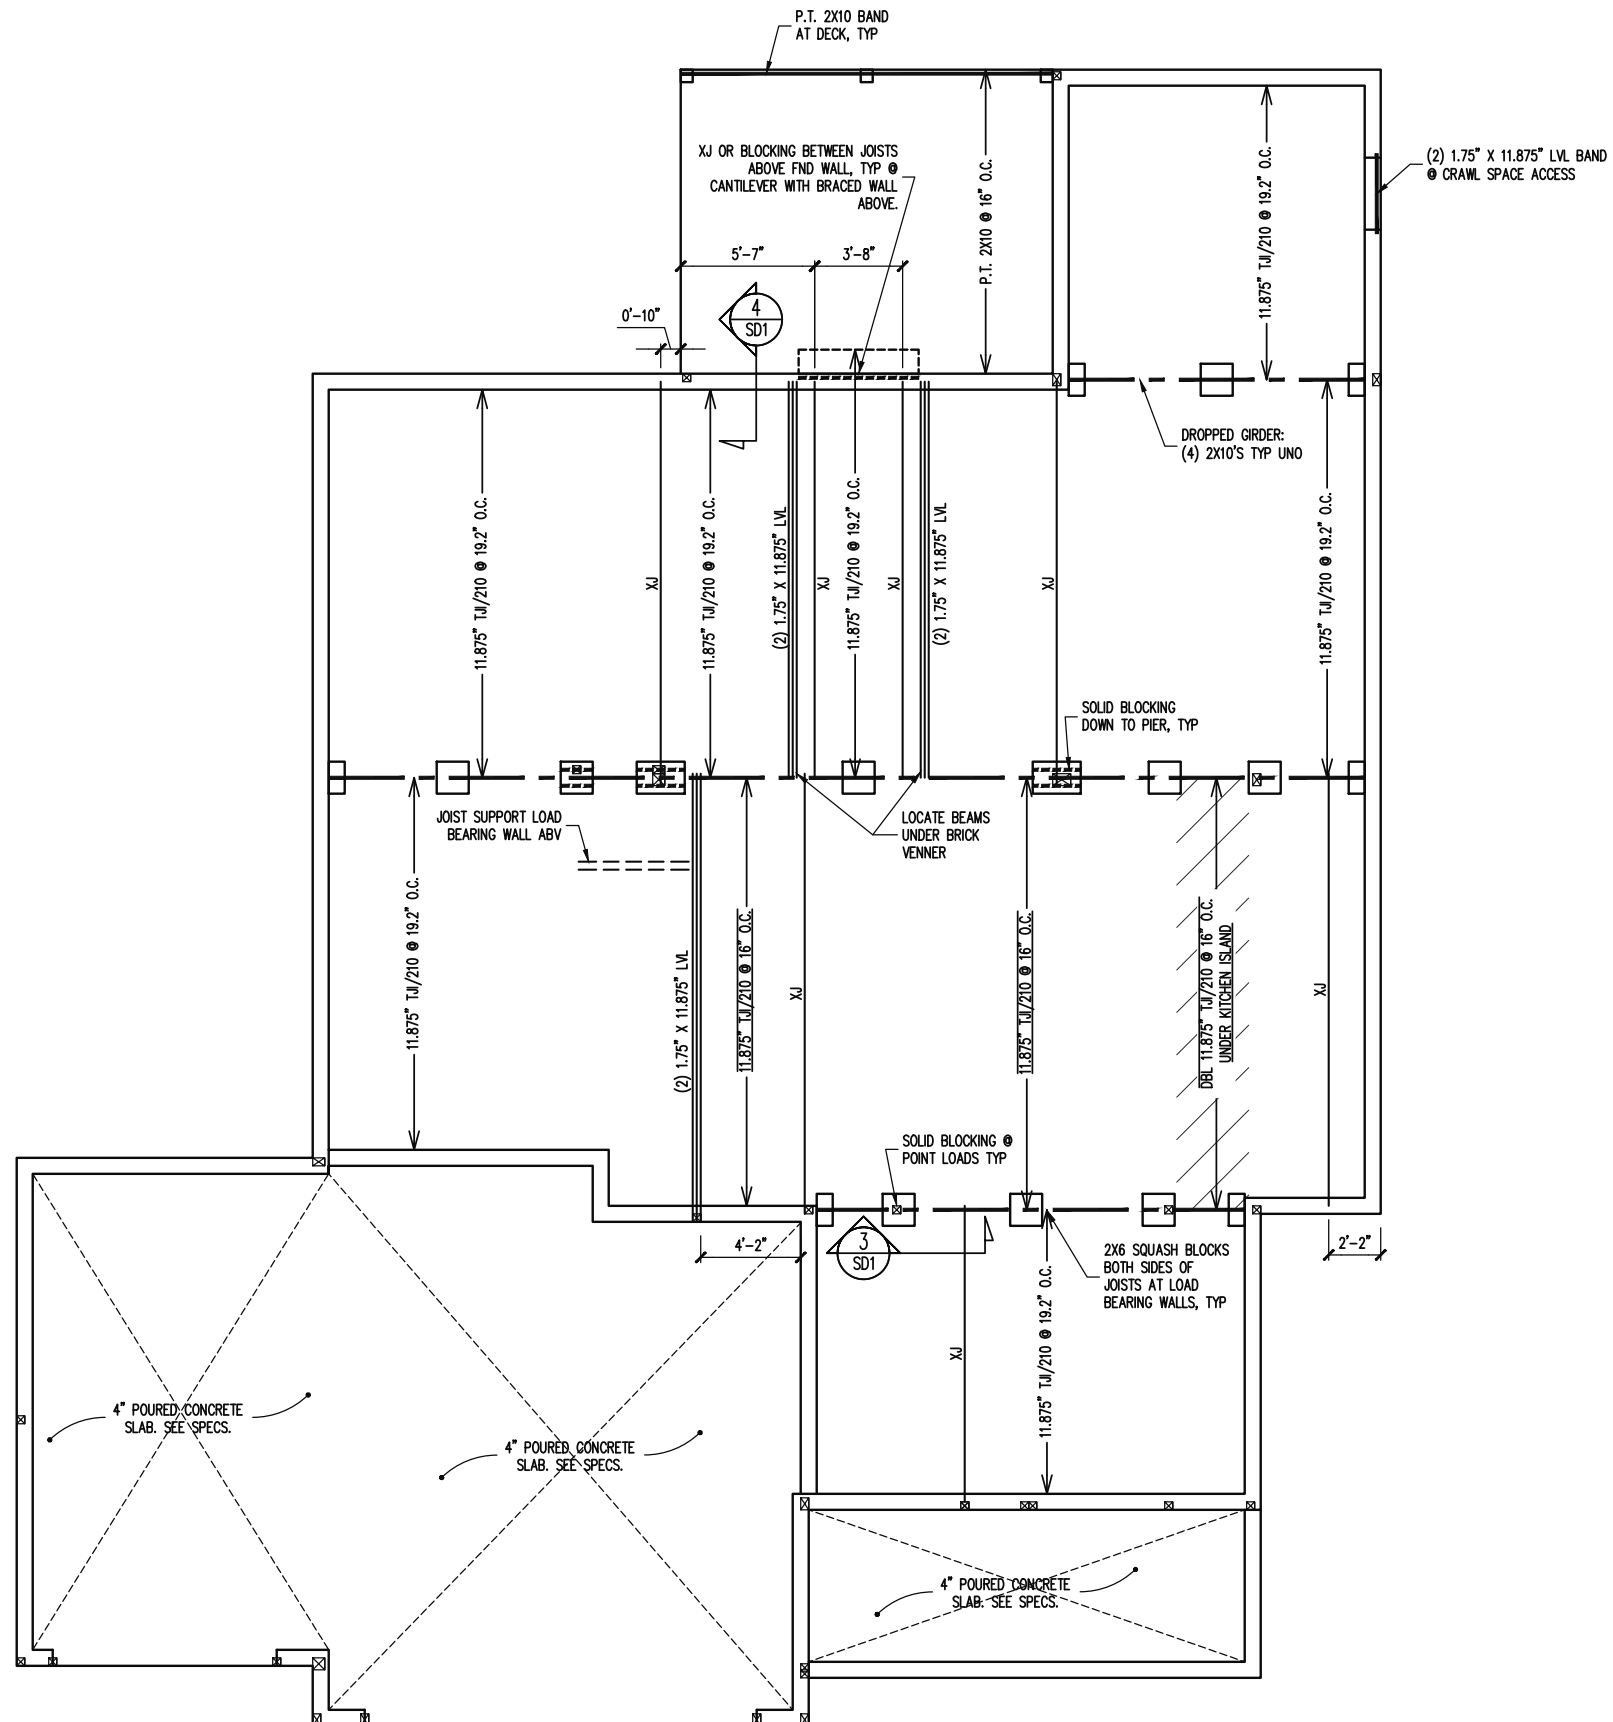 P.T. 2X10 BAND
AT DECK, TYP
XJ OR BLOCKING BETWEEN JOISTS
ABOVE FND WALL, TYP @
CANTILEVER WITH BRACED WALL
ABOVE.
P.T. 2X10 @ 16" O.C.
11.875" TJI/210 @ 19.2" O.C.
(2) 1.75" X 11.875" LVL BAND
@ CRAWL SPACE ACCESS
5'-7"
3'-8"
0'-10"
4
SD1
DROPPED GIRDER:
(4) 2X10'S TYP UNO
11.875" TJI/210 @ 19.2" O.C.
XJ
11.875" TJI/210 @ 19.2" O.C.
(2) 1.75" X 11.875" LVL
XJ
11.875" TJI/210 @ 19.2" O.C.
XJ
(2) 1.75" X 11.875" LVL
XJ
11.875" TJI/210 @ 19.2" O.C.
SOLID BLOCKING
DOWN TO PIER, TYP
JOIST SUPPORT LOAD
BEARING WALL ABV
LOCATE BEAMS
UNDER BRICK
VENNER
11.875" TJI/210 @ 19.2" O.C.
(2) 1.75" X 11.875" LVL
11.875" TJI/210 @ 16" O.C.
XJ
11.875" TJI/210 @ 16" O.C.
DBL 11.875" TJI/210 @ 16" O.C.
UNDER KITCHEN ISLAND
XJ
SOLID BLOCKING @
POINT LOADS TYP
4'-2"
3
SD1
2X6 SQUASH BLOCKS
BOTH SIDES OF
JOISTS AT LOAD
BEARING WALLS, TYP
2'-2"
XJ
11.875" TJI/210 @ 19.2" O.C.
4" POURED CONCRETE
SLAB. SEE SPECS.
4" POURED CONCRETE
SLAB. SEE SPECS.
4" POURED CONCRETE
SLAB. SEE SPECS.